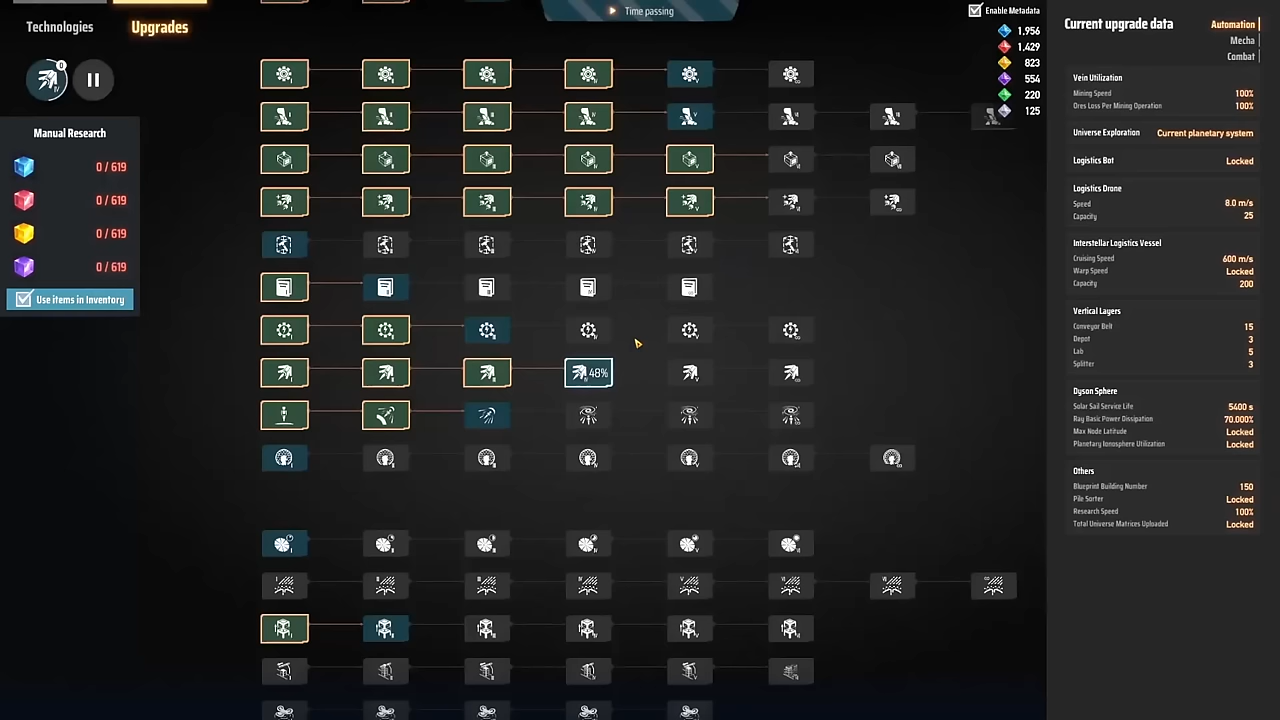 Time passing
Technologies
Upgrades
0
Manual Research
0 / 619
0 / 619
0 / 619
0 / 619
Use items in Inventory
48%
Enable Metadata
1.956
1.429
823
554
220
125
Current upgrade data
Automation
Mecha
Combat
Vein Utilization
Mining Speed 100%
Ores Loss Per Mining Operation 100%
Universe Exploration Current planetary system
Logistics Bot Locked
Logistics Drone
Speed 8.0 m/s
Capacity 25
Interstellar Logistics Vessel
Cruising Speed 600 m/s
Warp Speed Locked
Capacity 200
Vertical Layers
Conveyor Belt 15
Depot 3
Lab 5
Splitter 3
Dyson Sphere
Solar Sail Service Life 5400 s
Ray Basic Power Dissipation 70.000%
Max Node Latitude Locked
Planetary Ionosphere Utilization Locked
Others
Blueprint Building Number 150
Pile Sorter Locked
Research Speed 100%
Total Universe Matrices Uploaded Locked